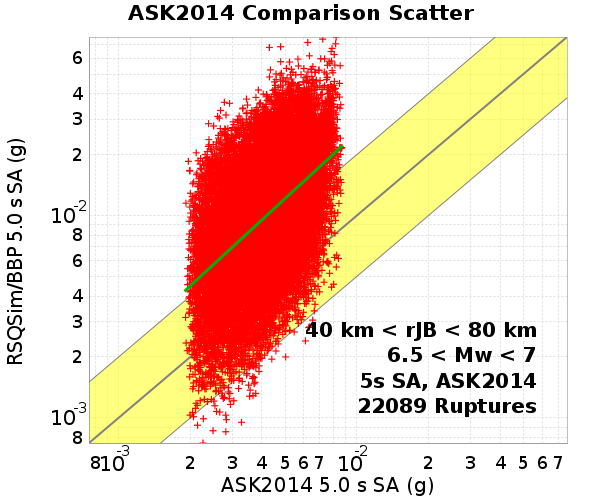 ASK2014 Comparison Scatter
RSQSim/BBP 5.0 s SA (g)
6
4
3
2
10-2
8
6
4
3
2
10-3
8
40 km < rJB < 80 km
6.5 < Mw < 7
5s SA, ASK2014
22089 Ruptures
8 10-3 2 3 4 5 6 7 10-2 2 3 4 5 6 7
ASK2014 5.0 s SA (g)